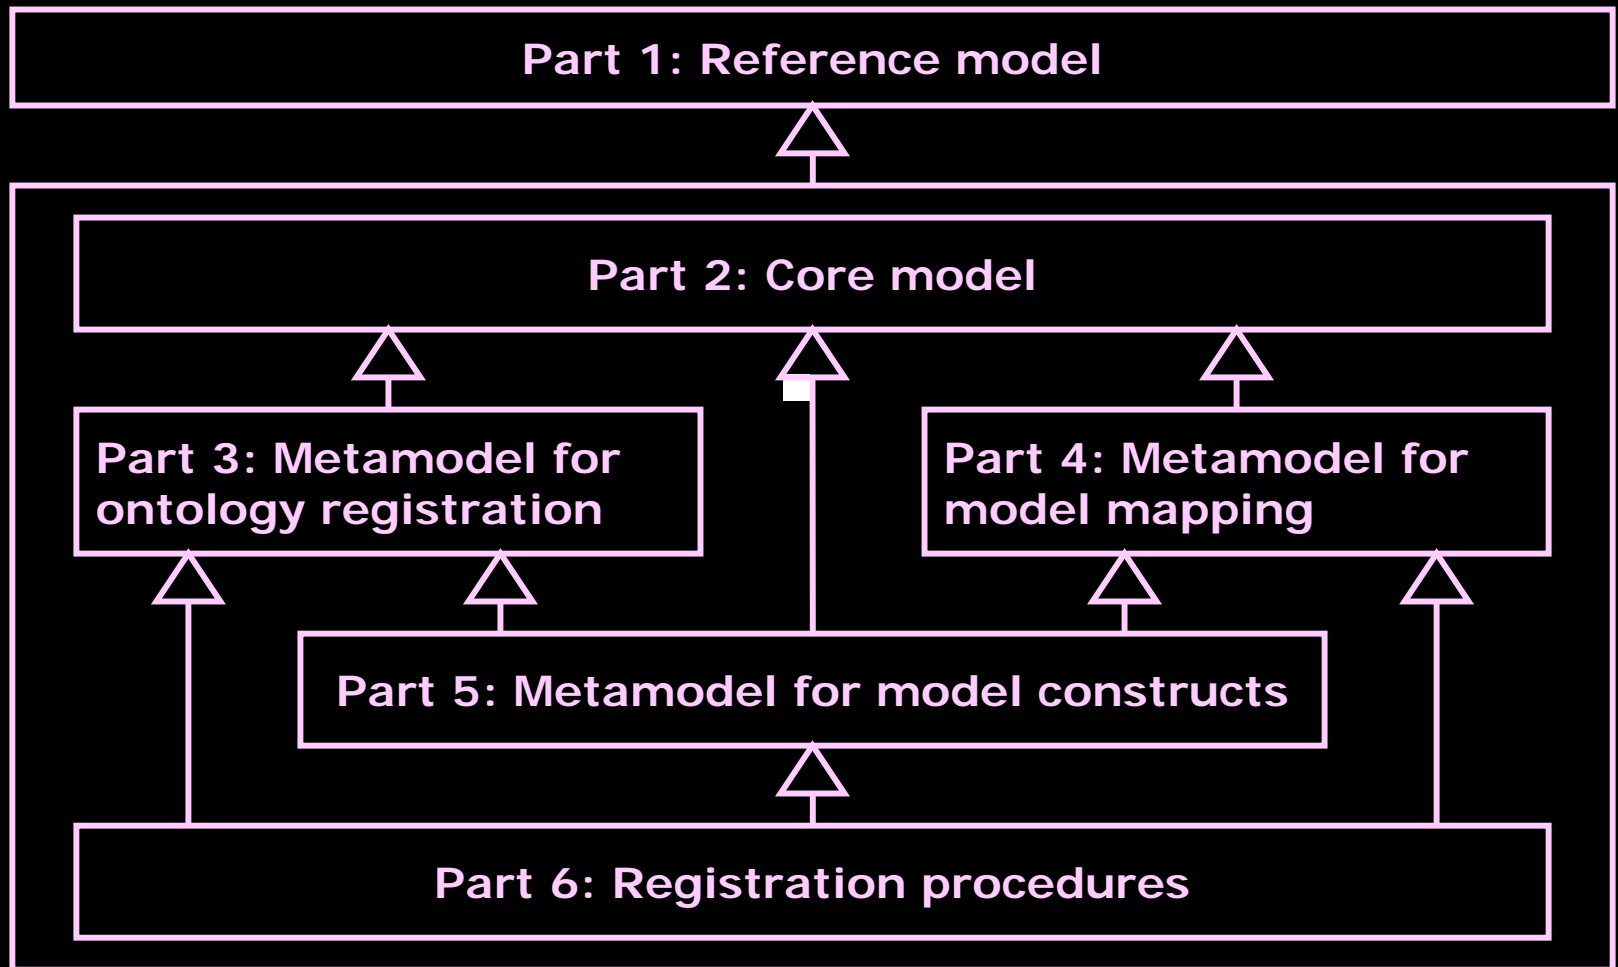 Part 1: Reference model
Part 2: Core model
Part 3: Metamodel for
ontology registration
Part 4: Metamodel for
model mapping
Part 5: Metamodel for model constructs
Part 6: Registration procedures